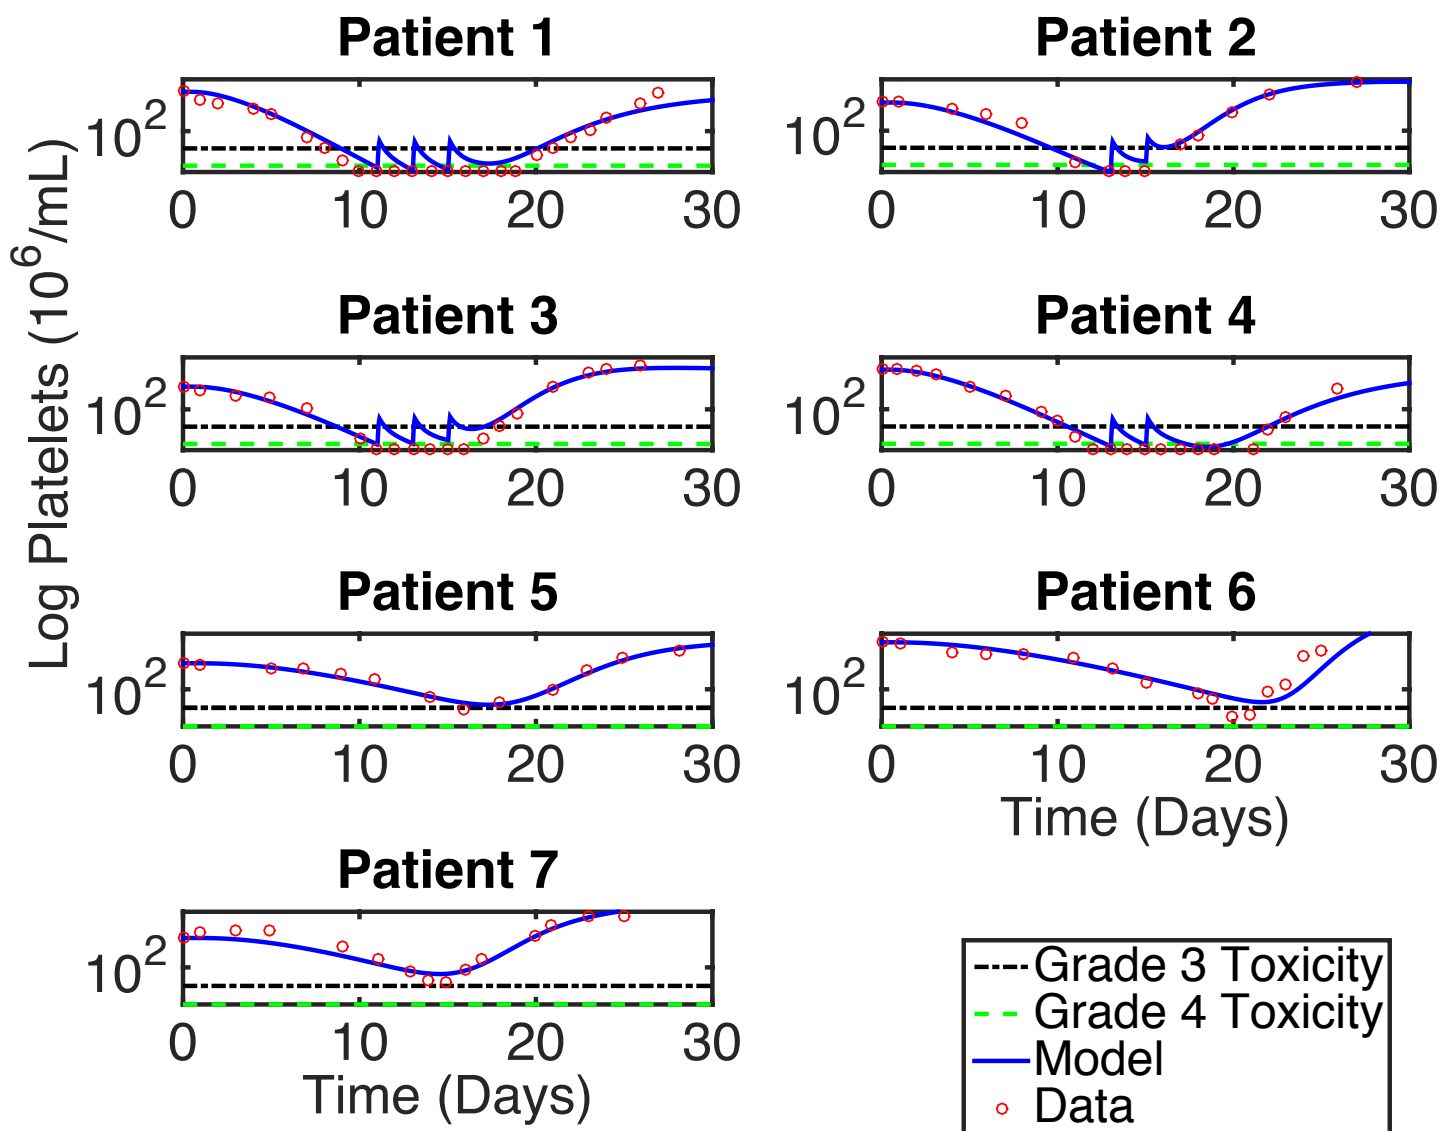 Patient 1
Patient 2
10^2
0 10 20 30
10^2
0 10 20 30
Log Platelets (10^6/mL)
Patient 3
Patient 4
10^2
0 10 20 30
10^2
0 10 20 30
Patient 5
Patient 6
10^2
0 10 20 30
10^2
0 10 20 30
Time (Days)
Patient 7
10^2
0 10 20 30
Time (Days)
Grade 3 Toxicity
Grade 4 Toxicity
Model
Data